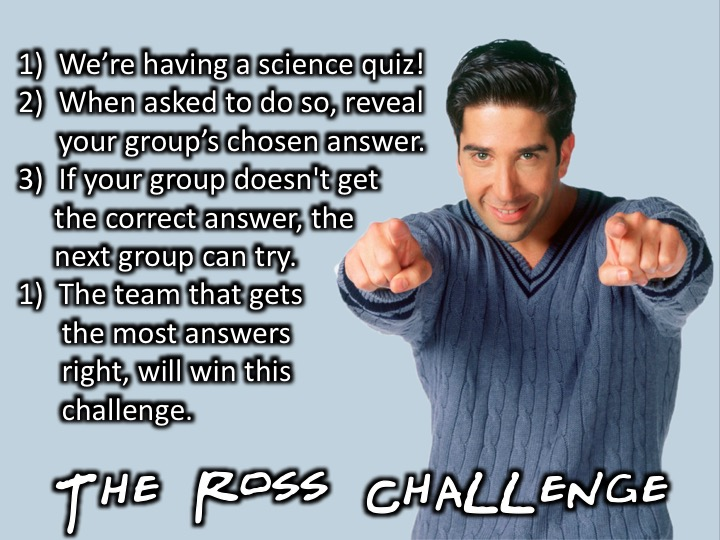 1) We’re having a science quiz!
2) When asked to do so, reveal
your group’s chosen answer.
3) If your group doesn't get
the correct answer, the
next group can try.
1) The team that gets
the most answers
right, will win this
challenge.
The Ross Challenge